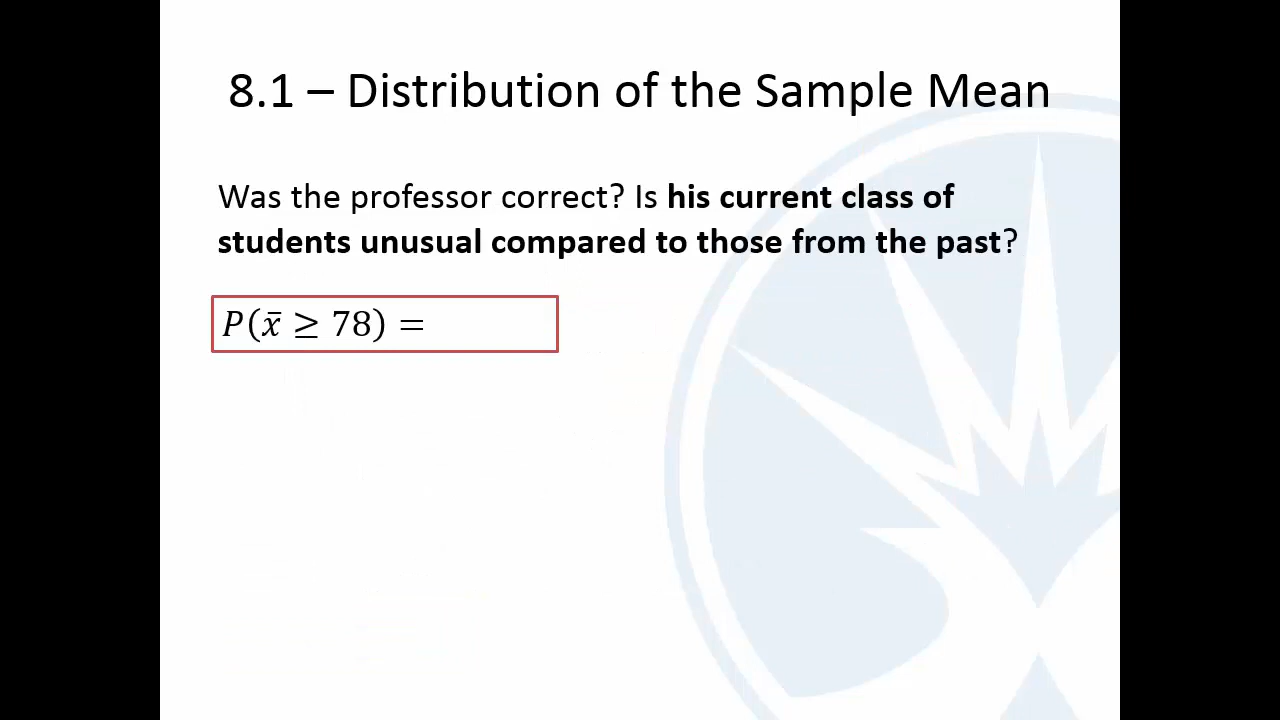 8.1 – Distribution of the Sample Mean
Was the professor correct? Is his current class of
students unusual compared to those from the past?
P(x̄ ≥ 78) =